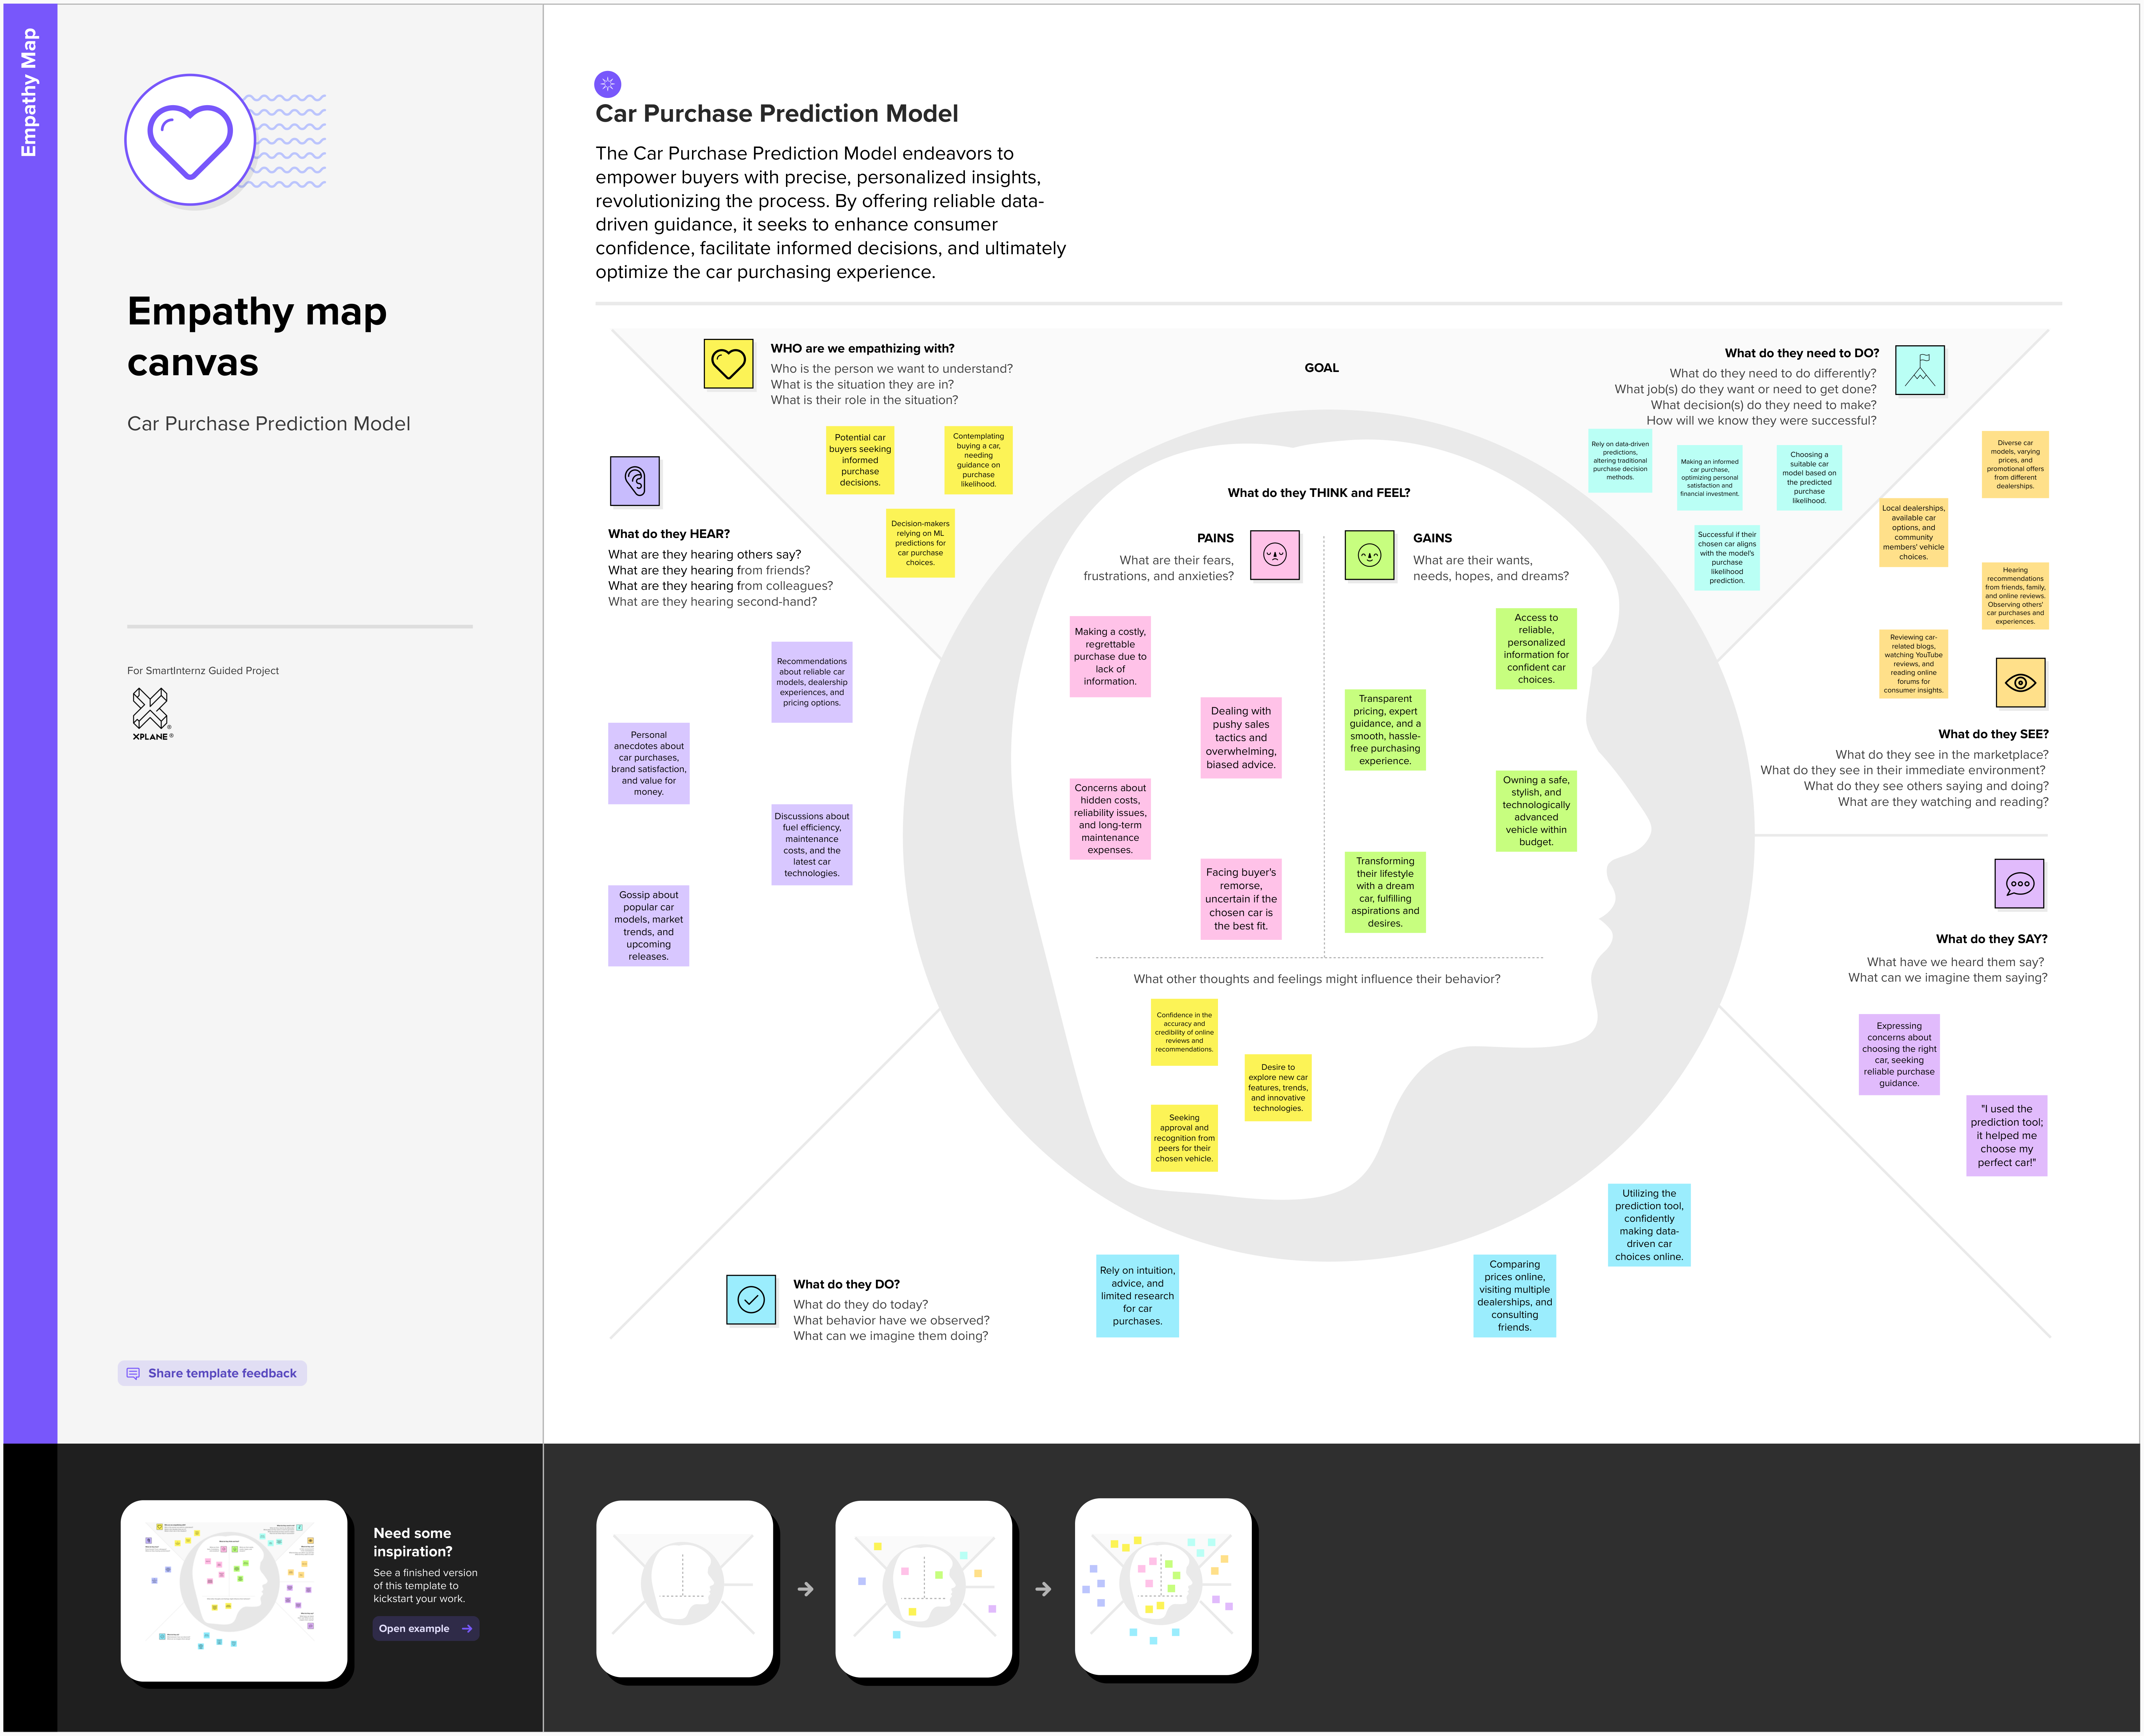 Empathy Map
Empathy map
canvas
Car Purchase Prediction Model
For SmartInternz Guided Project
XPLANE®
Share template feedback
Car Purchase Prediction Model
The Car Purchase Prediction Model endeavors to
empower buyers with precise, personalized insights,
revolutionizing the process. By offering reliable data-
driven guidance, it seeks to enhance consumer
confidence, facilitate informed decisions, and ultimately
optimize the car purchasing experience.
WHO are we empathizing with?
Who is the person we want to understand?
What is the situation they are in?
What is their role in the situation?
Potential car
buyers seeking
informed
purchase
decisions.
Contemplating
buying a car,
needing
guidance on
purchase
likelihood.
Decision-makers
relying on ML
predictions for
car purchase
choices.
GOAL
What do they need to DO?
What do they need to do differently?
What job(s) do they want or need to get done?
What decision(s) do they need to make?
How will we know they were successful?
Rely on data-driven
predictions,
altering traditional
purchase decision
methods.
Making an informed
car purchase,
optimizing personal
satisfaction and
financial investment.
Choosing a
suitable car
model based on
the predicted
purchase
likelihood.
Successful if their
chosen car aligns
with the model's
purchase
likelihood
prediction.
Diverse car
models, varying
prices, and
promotional offers
from different
dealerships.
Local dealerships,
available car
options, and
community
members' vehicle
choices.
Hearing
recommendations
from friends, family,
and online reviews.
Observing others'
car purchases and
experiences.
Reviewing car-
related blogs,
watching YouTube
reviews, and
reading online
forums for
consumer insights.
What do they SEE?
What do they see in the marketplace?
What do they see in their immediate environment?
What do they see others saying and doing?
What are they watching and reading?
What do they HEAR?
What are they hearing others say?
What are they hearing from friends?
What are they hearing from colleagues?
What are they hearing second-hand?
Recommendations
about reliable car
models, dealership
experiences, and
pricing options.
Personal
anecdotes about
car purchases,
brand satisfaction,
and value for
money.
Discussions about
fuel efficiency,
maintenance
costs, and the
latest car
technologies.
Gossip about
popular car
models, market
trends, and
upcoming
releases.
What do they THINK and FEEL?
PAINS
What are their fears,
frustrations, and anxieties?
GAINS
What are their wants,
needs, hopes, and dreams?
Making a costly,
regrettable
purchase due to
lack of
information.
Dealing with
pushy sales
tactics and
overwhelming,
biased advice.
Concerns about
hidden costs,
reliability issues,
and long-term
maintenance
expenses.
Facing buyer's
remorse,
uncertain if the
chosen car is
the best fit.
Access to
reliable,
personalized
information for
confident car
choices.
Transparent
pricing, expert
guidance, and a
smooth, hassle-
free purchasing
experience.
Owning a safe,
stylish, and
technologically
advanced
vehicle within
budget.
Transforming
their lifestyle
with a dream
car, fulfilling
aspirations and
desires.
What other thoughts and feelings might influence their behavior?
Confidence in the
accuracy and
credibility of online
reviews and
recommendations.
Desire to
explore new car
features, trends,
and innovative
technologies.
Seeking
approval and
recognition from
peers for their
chosen vehicle.
What do they SAY?
What have we heard them say?
What can we imagine them saying?
Expressing
concerns about
choosing the right
car, seeking
reliable purchase
guidance.
"I used the
prediction tool;
it helped me
choose my
perfect car!"
What do they DO?
What do they do today?
What behavior have we observed?
What can we imagine them doing?
Rely on intuition,
advice, and
limited research
for car
purchases.
Comparing
prices online,
visiting multiple
dealerships, and
consulting
friends.
Utilizing the
prediction tool,
confidently
making data-
driven car
choices online.
Need some
inspiration?
See a finished version
of this template to
kickstart your work.
Open example